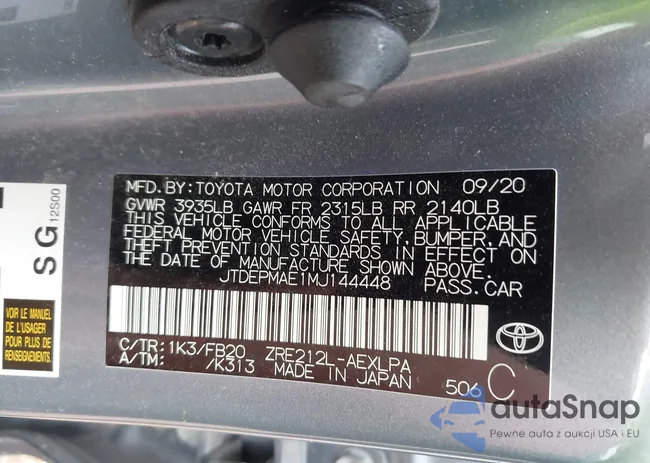 MFD.BY:TOYOTA MOTOR CORPORATION 09/20
GVWR 3935LB GAWR FR 2315LB RR 2140LB
THIS VEHICLE CONFORMS TO ALL APPLICABLE
FEDERAL MOTOR VEHICLE SAFETY,BUMPER,AND
THEFT PREVENTION STANDARDS IN EFFECT ON
THE DATE OF MANUFACTURE SHOWN ABOVE.
JTDEPMAE1MJ144448 PASS.CAR
C/TR:1K3/FB20 ZRE212L-AEXLPA
A/TM: /K313 MADE IN JAPAN 506 C
SG
12S00
VOIR LE MANUEL
DE L'USAGER
POUR PLUS DE
RENSEIGNEMENTS.
autaSnap
Pewne auta z aukcji USA i EU